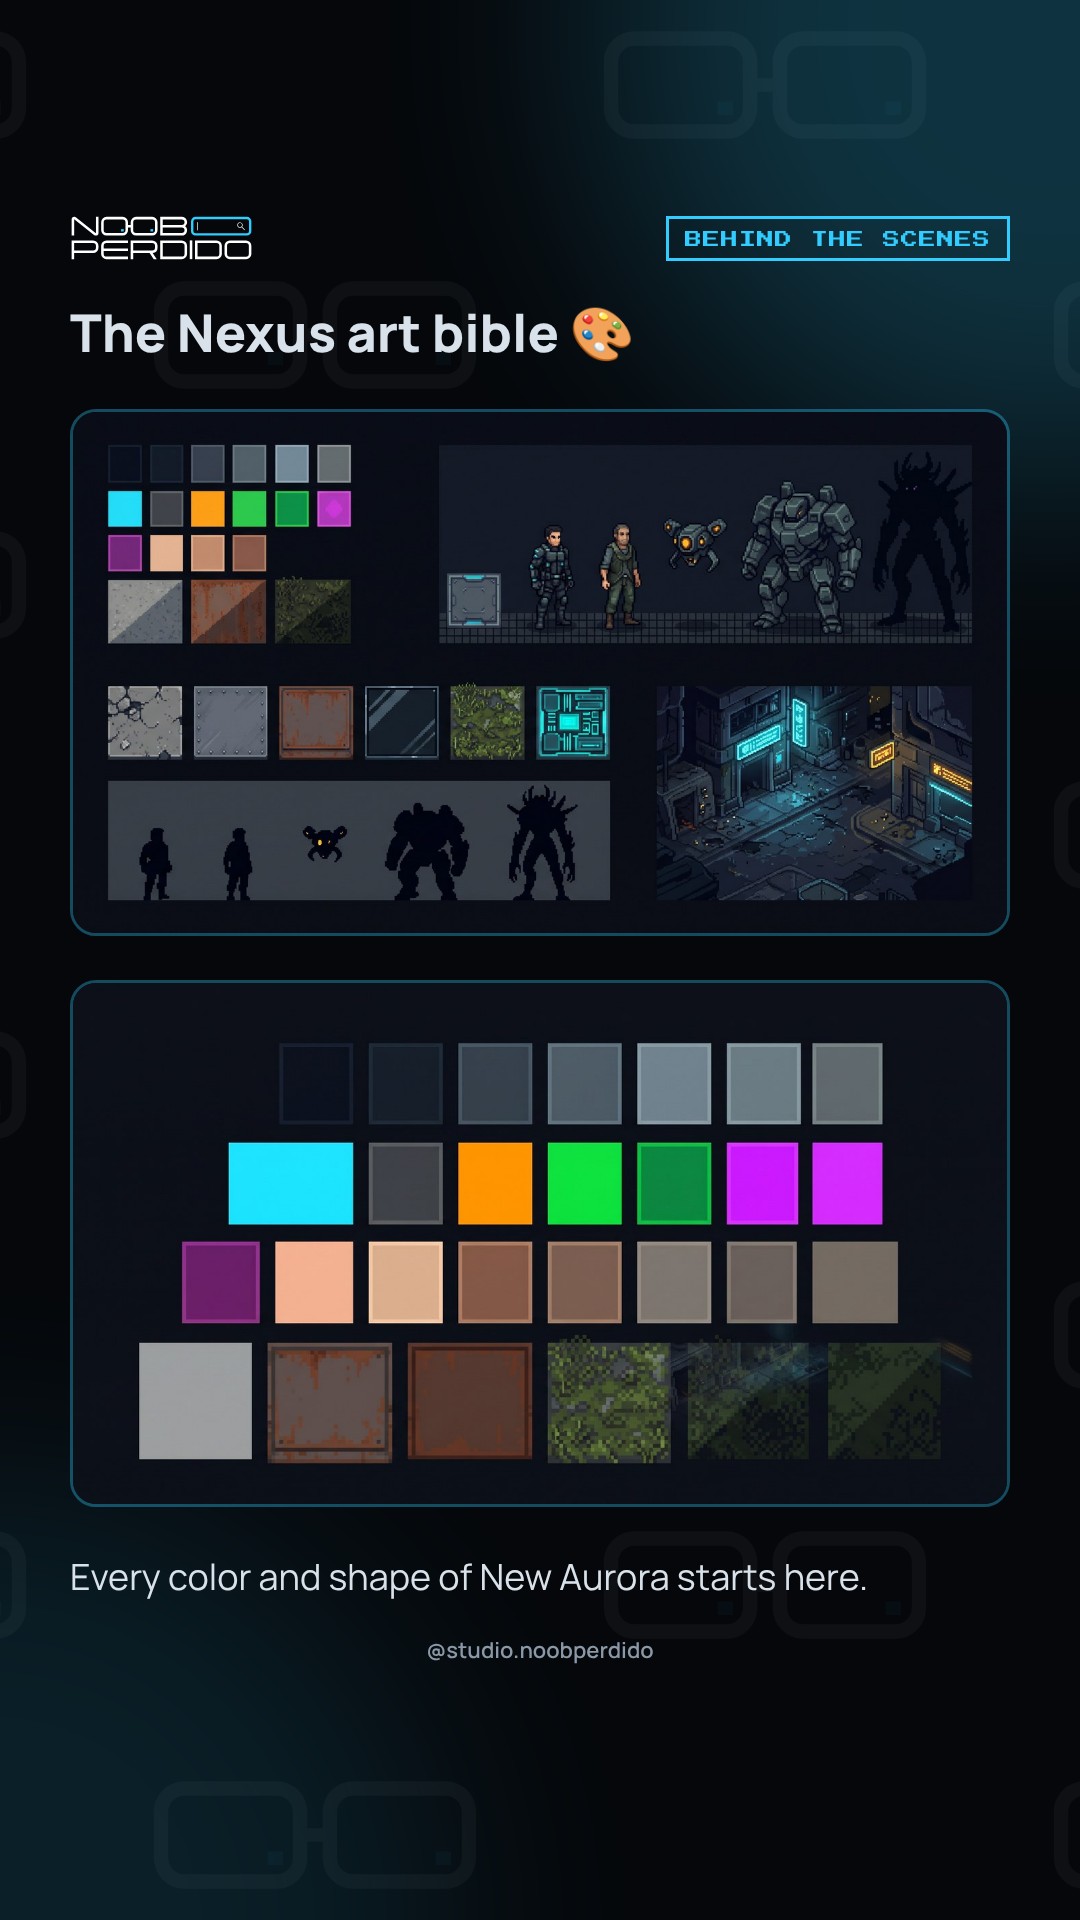 NOOB
PERDIDO
BEHIND THE SCENES
The Nexus art bible
Every color and shape of New Aurora starts here.
@studio.noobperdido